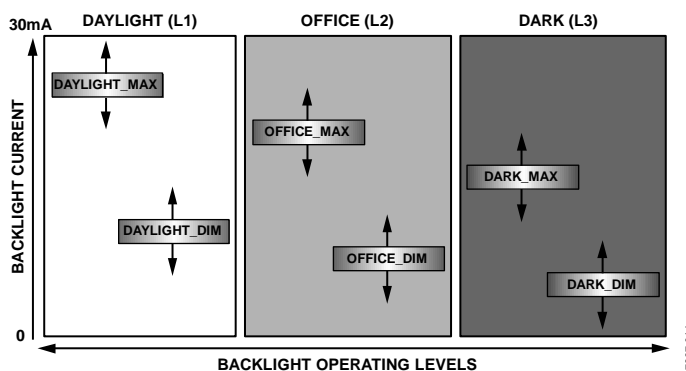 DAYLIGHT (L1)
OFFICE (L2)
DARK (L3)
30mA
BACKLIGHT CURRENT
0
DAYLIGHT_MAX
DAYLIGHT_DIM
OFFICE_MAX
OFFICE_DIM
DARK_MAX
DARK_DIM
BACKLIGHT OPERATING LEVELS